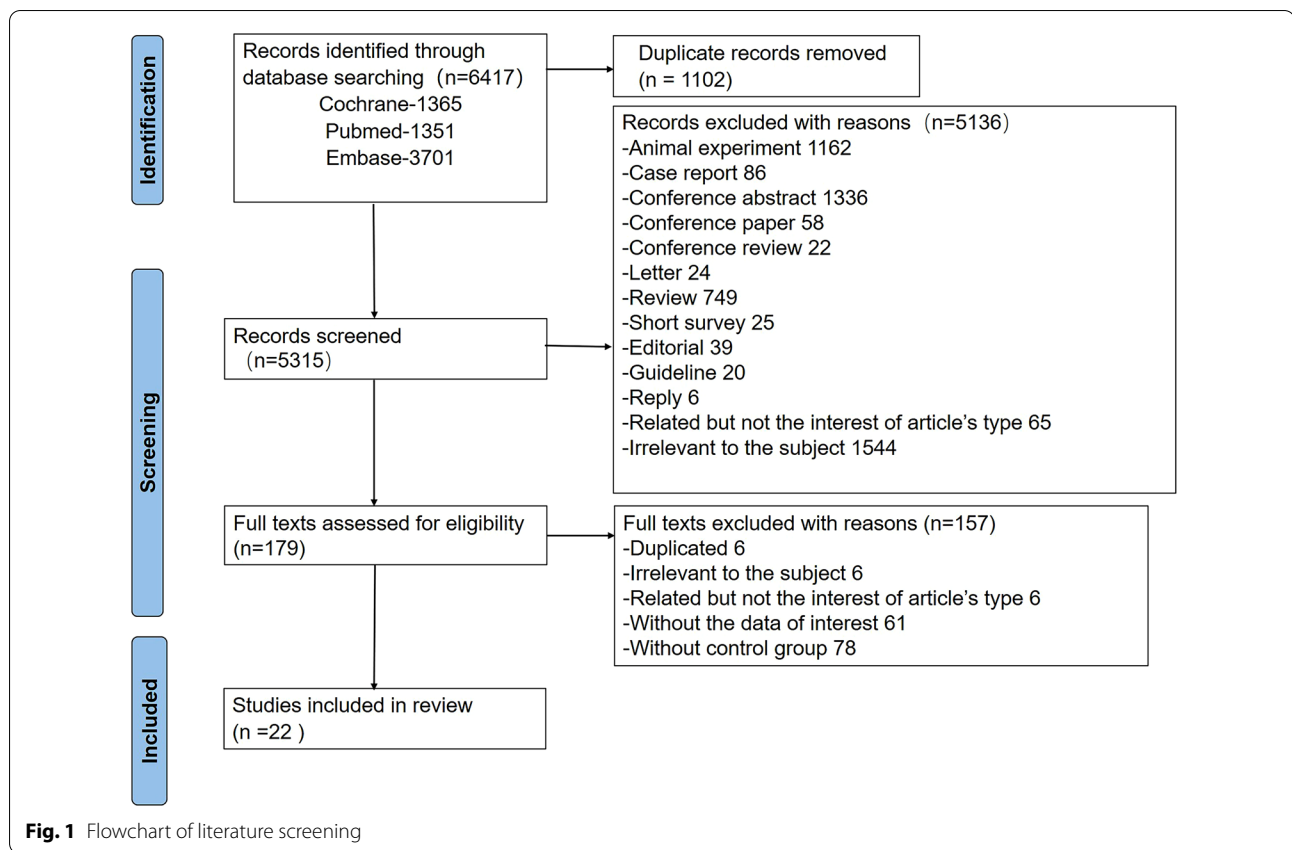 Identification
Records identified through
database searching (n=6417)
Cochrane-1365
Pubmed-1351
Embase-3701
Duplicate records removed
(n = 1102)
Records excluded with reasons (n=5136)
-Animal experiment 1162
-Case report 86
-Conference abstract 1336
-Conference paper 58
-Conference review 22
-Letter 24
-Review 749
-Short survey 25
-Editorial 39
-Guideline 20
-Reply 6
-Related but not the interest of article's type 65
-Irrelevant to the subject 1544
Screening
Records screened
(n=5315)
Full texts assessed for eligibility
(n=179)
Full texts excluded with reasons (n=157)
-Duplicated 6
-Irrelevant to the subject 6
-Related but not the interest of article's type 6
-Without the data of interest 61
-Without control group 78
Included
Studies included in review
(n =22 )
Fig. 1 Flowchart of literature screening